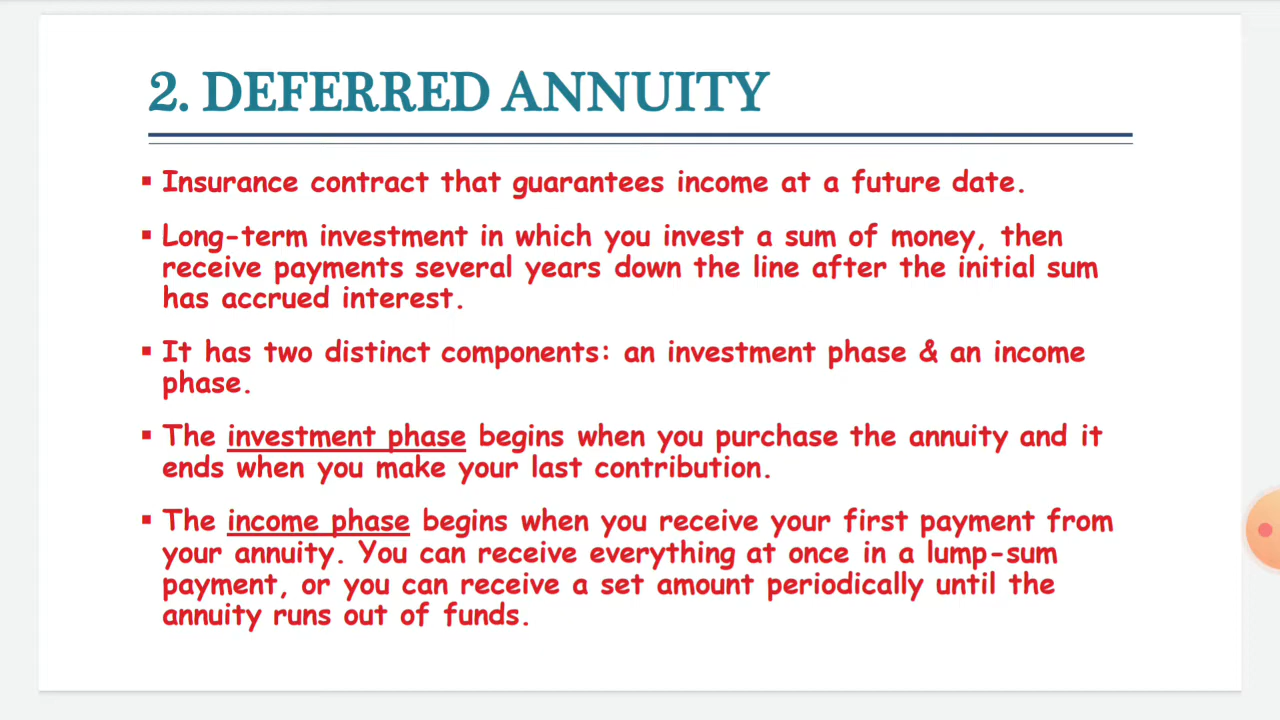 2. DEFERRED ANNUITY
▪ Insurance contract that guarantees income at a future date.
▪ Long-term investment in which you invest a sum of money, then
receive payments several years down the line after the initial sum
has accrued interest.
▪ It has two distinct components: an investment phase & an income
phase.
▪ The investment phase begins when you purchase the annuity and it
ends when you make your last contribution.
▪ The income phase begins when you receive your first payment from
your annuity. You can receive everything at once in a lump-sum
payment, or you can receive a set amount periodically until the
annuity runs out of funds.